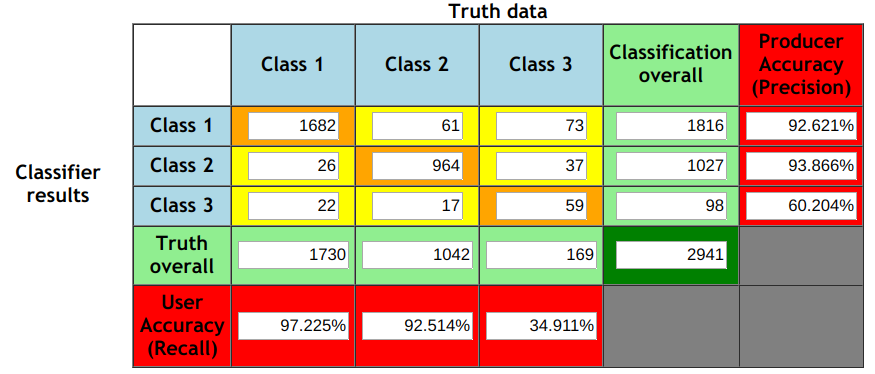 Truth data
Class 1 Class 2 Class 3 Classification overall Producer Accuracy (Precision)
Classifier results
Class 1 1682 61 73 1816 92.621%
Class 2 26 964 37 1027 93.866%
Class 3 22 17 59 98 60.204%
Truth overall 1730 1042 169 2941
User Accuracy (Recall) 97.225% 92.514% 34.911%